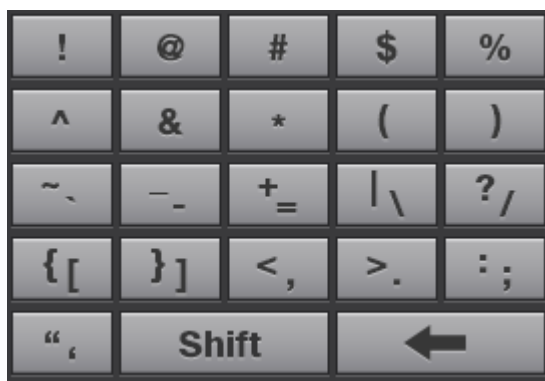 ! @ # $ %
^ & * ( )
~ ` _ - + = | \ ? /
{ [ } ] < , > . : ;
“ ‘ Shift